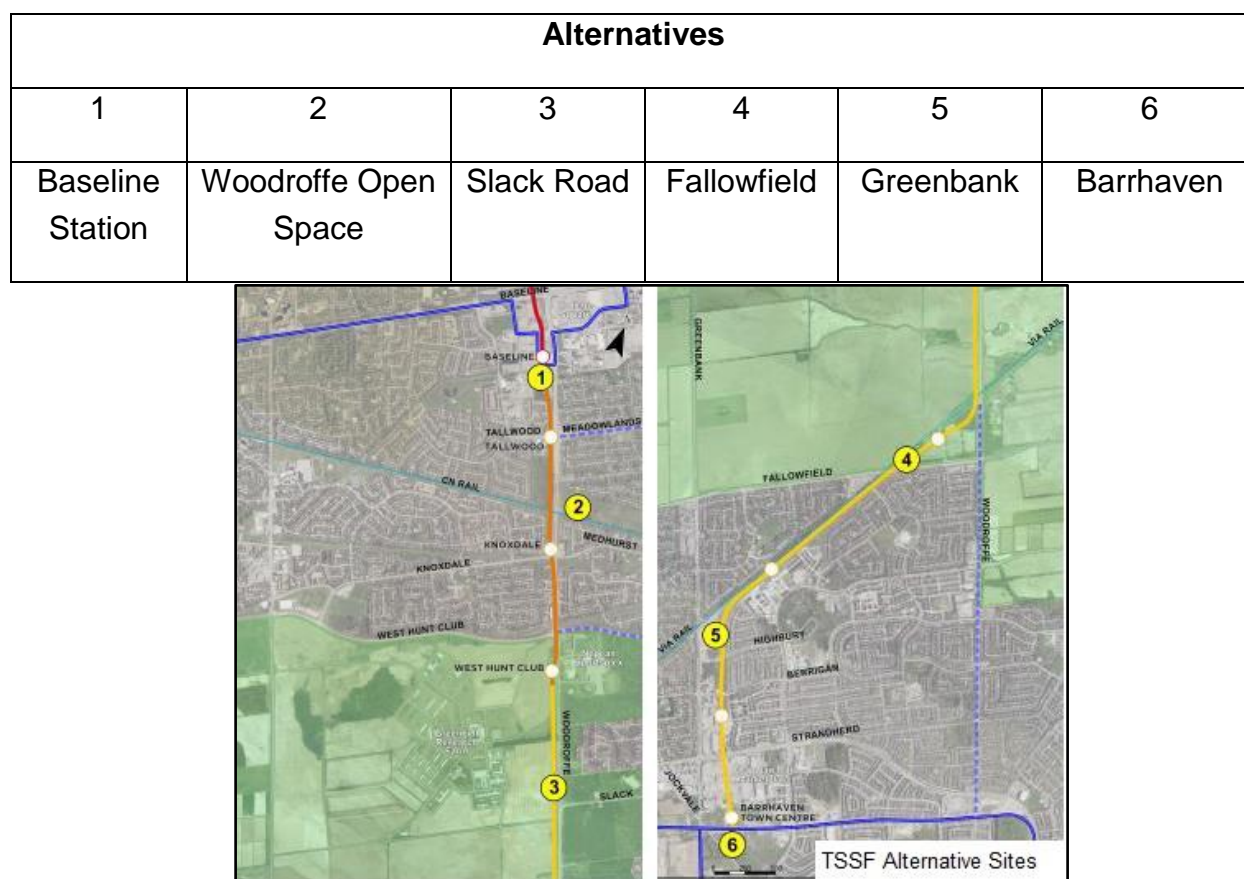 Alternatives
1 2 3 4 5 6
Baseline Station Woodroffe Open Space Slack Road Fallowfield Greenbank Barrhaven
BASELINE
BASELINE
1
TALLWOOD
MEADOWLANDS
TALLWOOD
CN RAIL
2
MEDHURST
KNOXDALE
KNOXDALE
WEST HUNT CLUB
WEST HUNT CLUB
WOODROFFE
3
SLACK
GREENBANK
VIA RAIL
4
FALLOWFIELD
WOODROFFE
VIA RAIL
5
HIGHBURY
BERRIGAN
STRANDHERD
JOCKVALE
BARRHAVEN
TOWN CENTRE
6
TSSF Alternative Sites